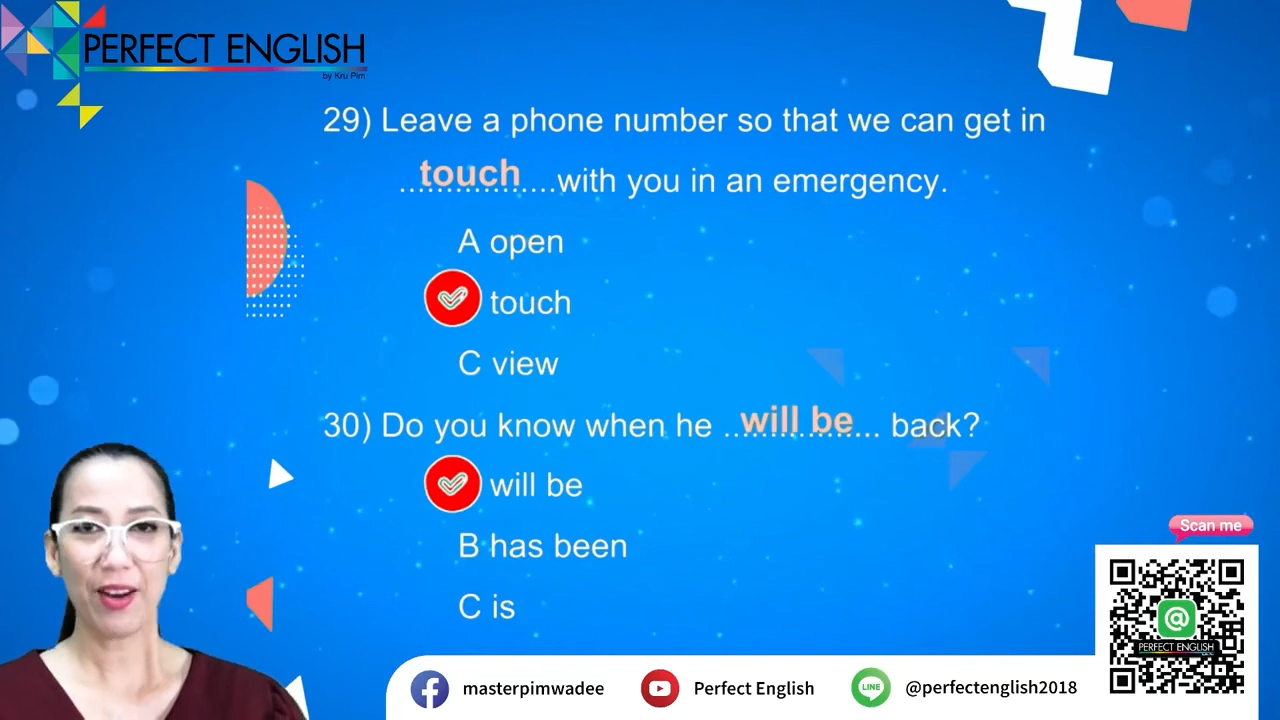 PERFECT ENGLISH
by Kru Pim
29) Leave a phone number so that we can get in
.......touch.......with you in an emergency.
A open
touch
C view
30) Do you know when he ....will be.... back?
will be
B has been
C is
Scan me
PERFECT ENGLISH
masterpimwadee
Perfect English
LINE
@perfectenglish2018